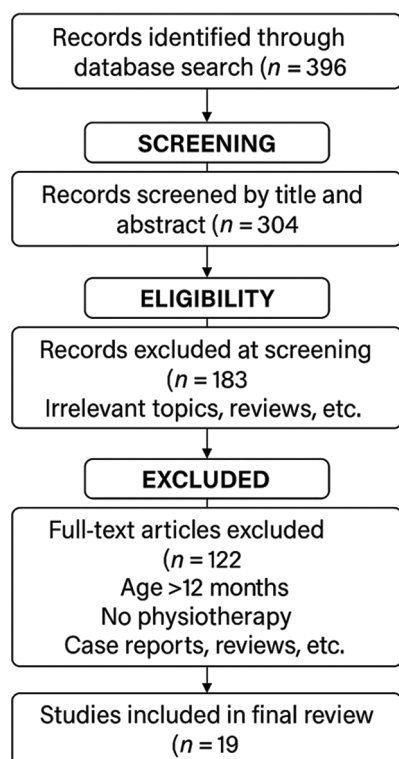 Records identified through
database search (n = 396
SCREENING
Records screened by title and
abstract (n = 304
ELIGIBILITY
Records excluded at screening
(n = 183
Irrelevant topics, reviews, etc.
EXCLUDED
Full-text articles excluded
(n = 122
Age >12 months
No physiotherapy
Case reports, reviews, etc.
Studies included in final review
(n = 19